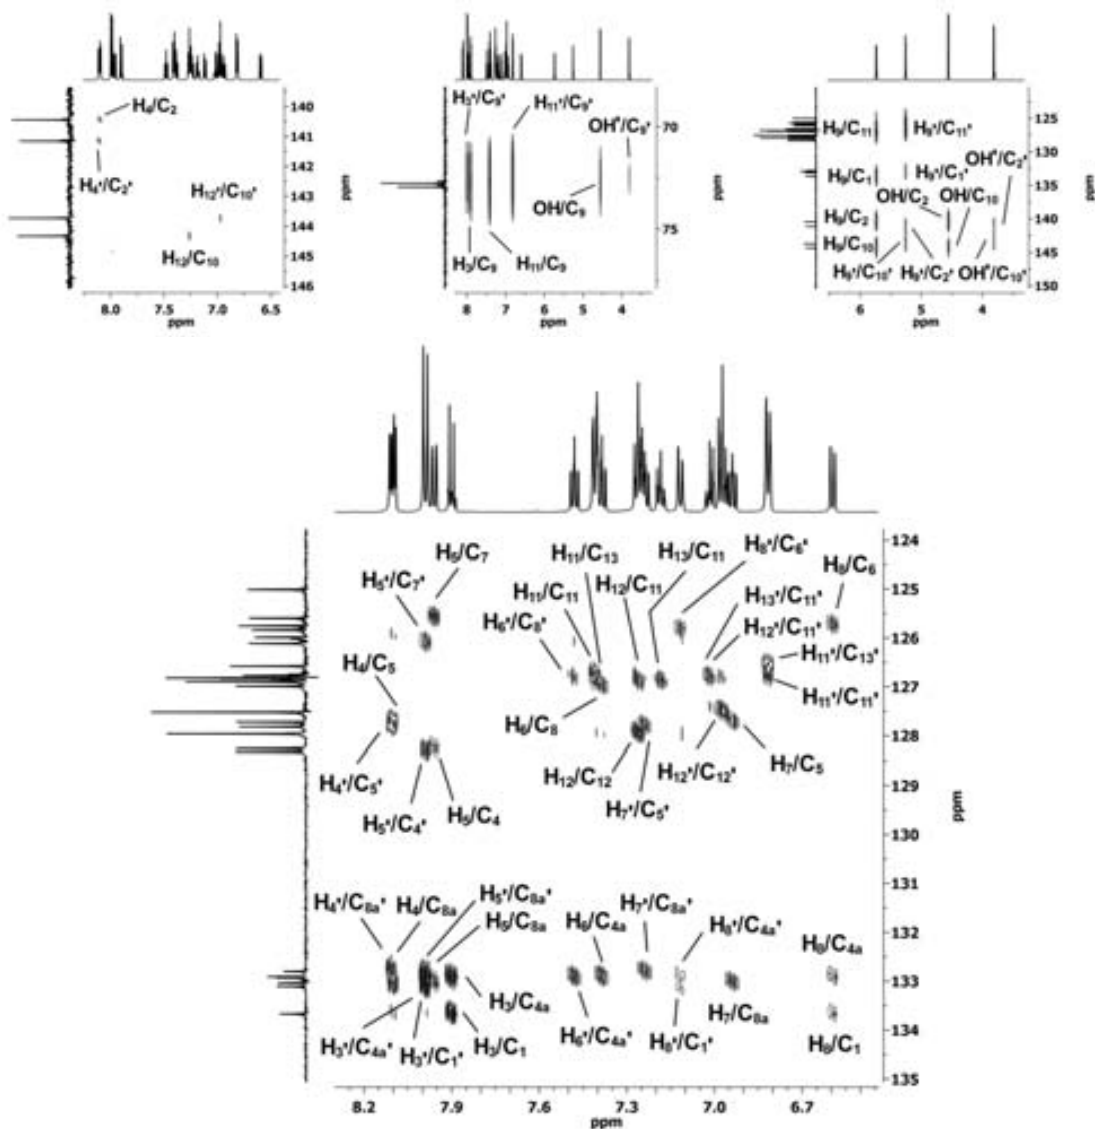 H₄/C₂
H₄'/C₂'
H₁₂'/C₁₀'
H₁₂/C₁₀
140
141
142
143
144
145
146
ppm
8.0 7.5 7.0 6.5
ppm
H₃'/C₉' H₁₁'/C₉'
OH'/C₉'
OH/C₉
H₃/C₉ H₁₁/C₉
70
75
ppm
8 7 6 5 4
ppm
H₉/C₁₁ H₉'/C₁₁'
OH'/C₂'
H₉/C₁ H₉'/C₁'
OH/C₂ OH/C₁₀
H₉/C₂
H₉/C₁₀
H₉'/C₁₀' H₉'/C₂' OH'/C₁₀'
125
130
135
140
145
150
ppm
6 5 4
ppm
H₅/C₇ H₁₁/C₁₃ H₁₃/C₁₁ H₈'/C₆' H₈/C₆
H₅'/C₇' H₁₁/C₁₁ H₁₂/C₁₁ H₁₃'/C₁₁'
H₆'/C₈' H₁₂'/C₁₁'
H₄/C₅ H₁₁'/C₁₃'
H₁₁'/C₁₁'
H₆/C₈
H₄'/C₅' H₁₂/C₁₂ H₁₂'/C₁₂' H₇/C₅
H₅'/C₄' H₅/C₄ H₇'/C₅'
H₄'/C₈ₐ' H₄/C₈ₐ H₅'/C₈ₐ' H₇'/C₈ₐ'
H₅/C₈ₐ H₆/C₄ₐ H₈'/C₄ₐ' H₈/C₄ₐ
H₃/C₄ₐ H₇/C₈ₐ
H₃'/C₄ₐ' H₃'/C₁' H₃/C₁ H₆'/C₄ₐ' H₈'/C₁' H₈/C₁
124
125
126
127
128
129
130
131
132
133
134
135
ppm
8.2 7.9 7.6 7.3 7.0 6.7
ppm